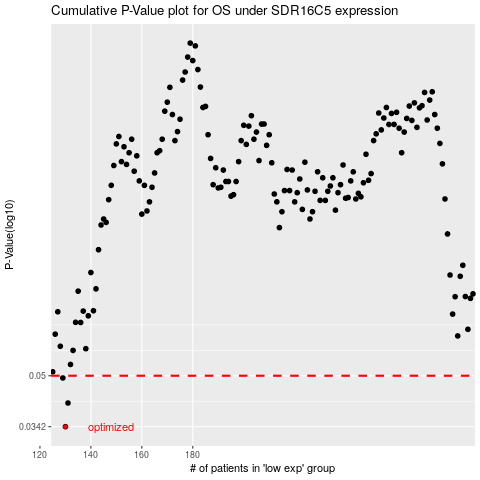 Cumulative P-Value plot for OS under SDR16C5 expression
P-Value(log10)
0.05
0.0342
optimized
120 140 160 180
# of patients in 'low exp' group